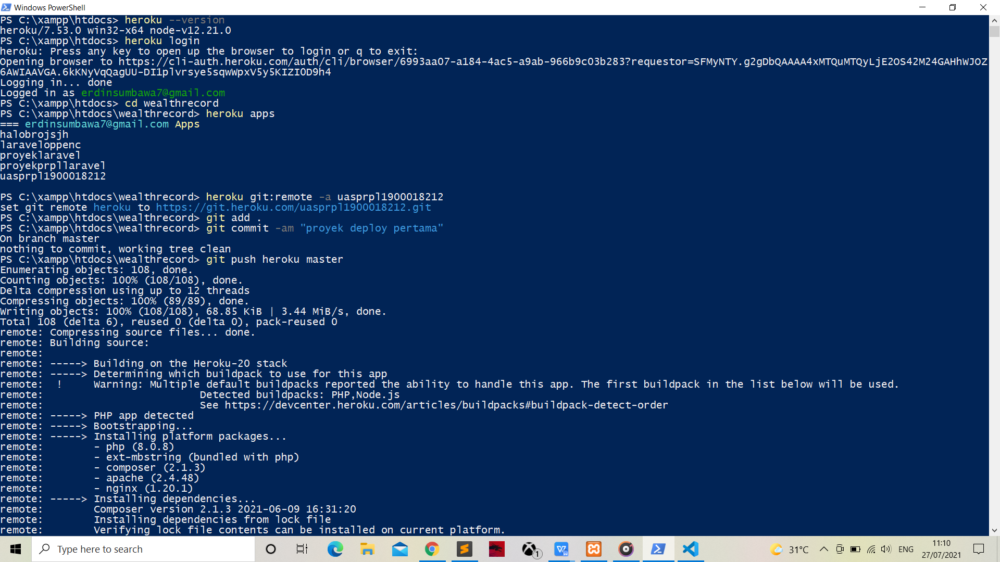 Windows PowerShell
PS C:\xampp\htdocs> heroku --version
heroku/7.53.0 win32-x64 node-v12.21.0
PS C:\xampp\htdocs> heroku login
heroku: Press any key to open up the browser to login or q to exit:
Opening browser to https://cli-auth.heroku.com/auth/cli/browser/6993aa07-a184-4ac5-a9ab-966b9c03b283?requestor=SFMyNTY.g2gDbQAAAA4xMTQuMTQyLjE2OS42M24GAHhWJOZ
6AWIAAVGA.6kKNyVqQagUU-DI1plvrsye5sqwWpxV5y5KIZI0D9h4
Logging in... done
Logged in as erdinsumbawa7@gmail.com
PS C:\xampp\htdocs> cd wealthrecord
PS C:\xampp\htdocs\wealthrecord> heroku apps
=== erdinsumbawa7@gmail.com Apps
halobrojsjh
laraveloppenc
proyeklaravel
proyekprpllaravel
uasprpl1900018212
PS C:\xampp\htdocs\wealthrecord> heroku git:remote -a uasprpl1900018212
set git remote heroku to https://git.heroku.com/uasprpl1900018212.git
PS C:\xampp\htdocs\wealthrecord> git add .
PS C:\xampp\htdocs\wealthrecord> git commit -am "proyek deploy pertama"
On branch master
nothing to commit, working tree clean
PS C:\xampp\htdocs\wealthrecord> git push heroku master
Enumerating objects: 108, done.
Counting objects: 100% (108/108), done.
Delta compression using up to 12 threads
Compressing objects: 100% (89/89), done.
Writing objects: 100% (108/108), 68.85 KiB | 3.44 MiB/s, done.
Total 108 (delta 6), reused 0 (delta 0), pack-reused 0
remote: Compressing source files... done.
remote: Building source:
remote:
remote: -----> Building on the Heroku-20 stack
remote: -----> Determining which buildpack to use for this app
remote:  !     Warning: Multiple default buildpacks reported the ability to handle this app. The first buildpack in the list below will be used.
remote:                         Detected buildpacks: PHP,Node.js
remote:                         See https://devcenter.heroku.com/articles/buildpacks#buildpack-detect-order
remote: -----> PHP app detected
remote: -----> Bootstrapping...
remote: -----> Installing platform packages...
remote:        - php (8.0.8)
remote:        - ext-mbstring (bundled with php)
remote:        - composer (2.1.3)
remote:        - apache (2.4.48)
remote:        - nginx (1.20.1)
remote: -----> Installing dependencies...
remote:        Composer version 2.1.3 2021-06-09 16:31:20
remote:        Installing dependencies from lock file
remote:        Verifying lock file contents can be installed on current platform.
Type here to search
1
31°C
ENG
11:10
27/07/2021